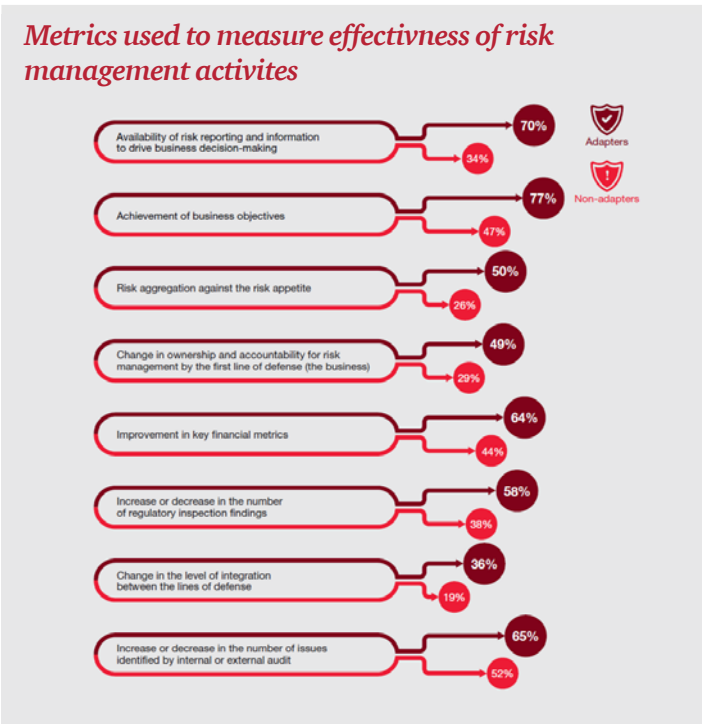 Metrics used to measure effectivness of risk
management activites
Availability of risk reporting and information
to drive business decision-making
70%
34%
Adapters
Non-adapters
Achievement of business objectives
77%
47%
Risk aggregation against the risk appetite
50%
26%
Change in ownership and accountability for risk
management by the first line of defense (the business)
49%
29%
Improvement in key financial metrics
64%
44%
Increase or decrease in the number
of regulatory inspection findings
58%
38%
Change in the level of integration
between the lines of defense
36%
19%
Increase or decrease in the number of issues
identified by internal or external audit
65%
52%